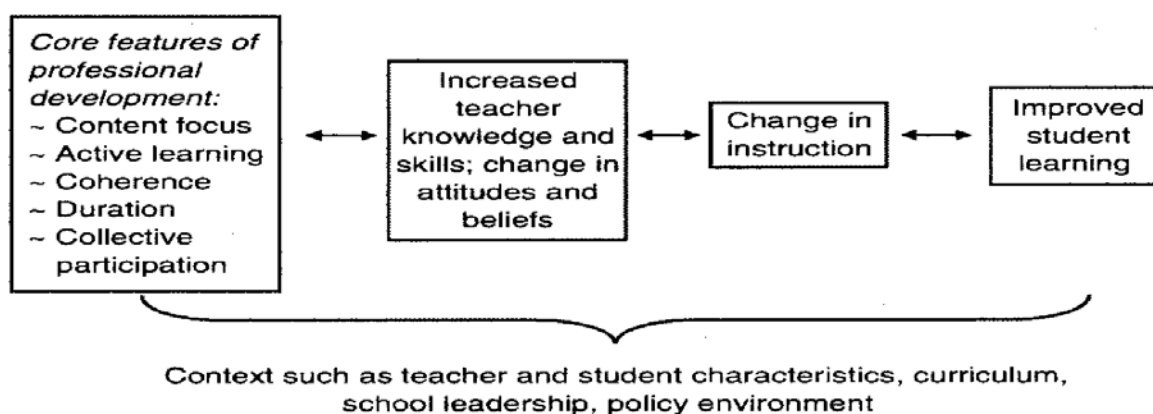 Core features of
professional
development:
~ Content focus
~ Active learning
~ Coherence
~ Duration
~ Collective
participation
Increased
teacher
knowledge and
skills; change in
attitudes and
beliefs
Change in
instruction
Improved
student
learning
Context such as teacher and student characteristics, curriculum,
school leadership, policy environment